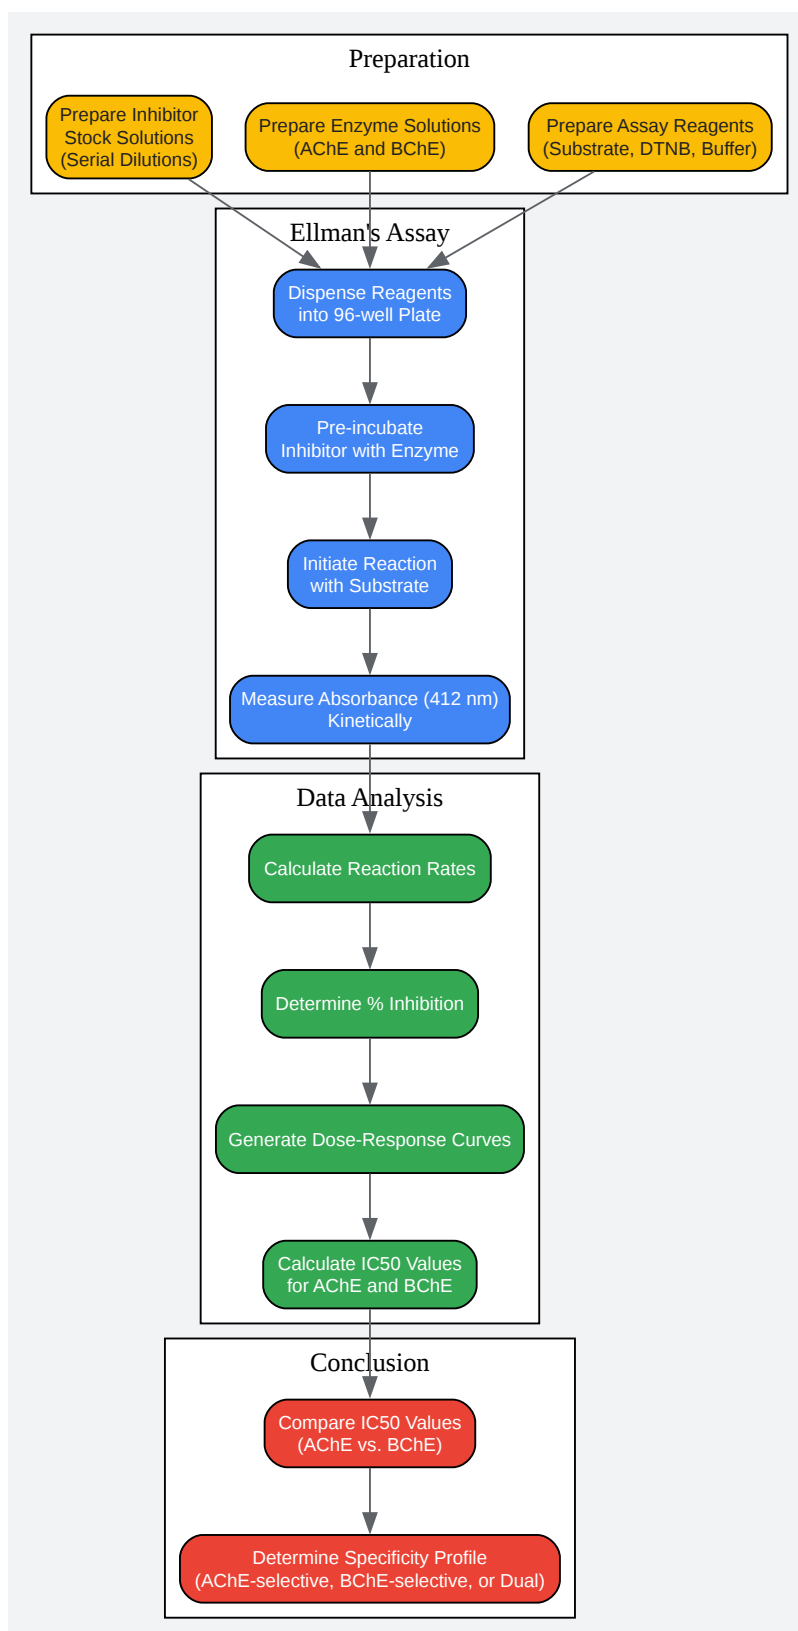 Preparation
Prepare Inhibitor
Stock Solutions
(Serial Dilutions)
Prepare Enzyme Solutions
(AChE and BChE)
Prepare Assay Reagents
(Substrate, DTNB, Buffer)
Ellman's Assay
Dispense Reagents
into 96-well Plate
Pre-incubate
Inhibitor with Enzyme
Initiate Reaction
with Substrate
Measure Absorbance (412 nm)
Kinetically
Data Analysis
Calculate Reaction Rates
Determine % Inhibition
Generate Dose-Response Curves
Calculate IC50 Values
for AChE and BChE
Conclusion
Compare IC50 Values
(AChE vs. BChE)
Determine Specificity Profile
(AChE-selective, BChE-selective, or Dual)